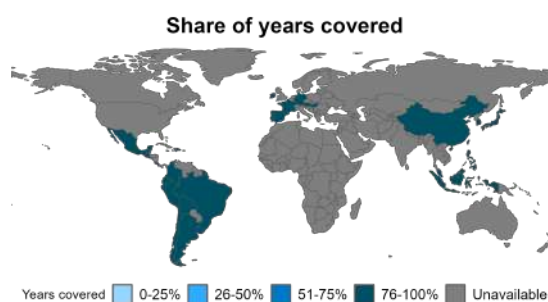 Share of years covered
Years covered 0-25% 26-50% 51-75% 76-100% Unavailable